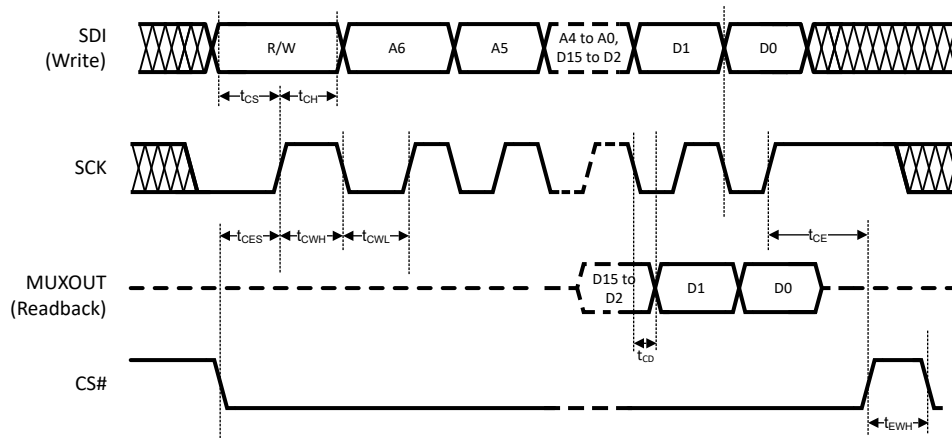 SDI
(Write)
R/W
A6
A5
A4 to A0,
D15 to D2
D1
D0
tCS
tCH
SCK
tCES
tCWH
tCWL
tCE
MUXOUT
(Readback)
D15 to
D2
D1
D0
tCD
CS#
tEWH